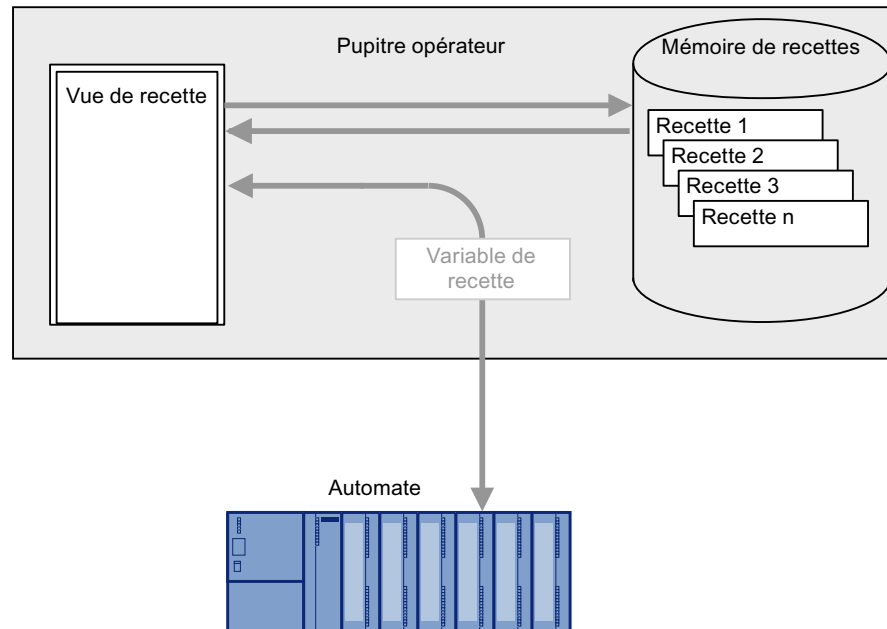 Pupitre opérateur
Mémoire de recettes
Vue de recette
Recette 1
Recette 2
Recette 3
Recette n
Variable de
recette
Automate